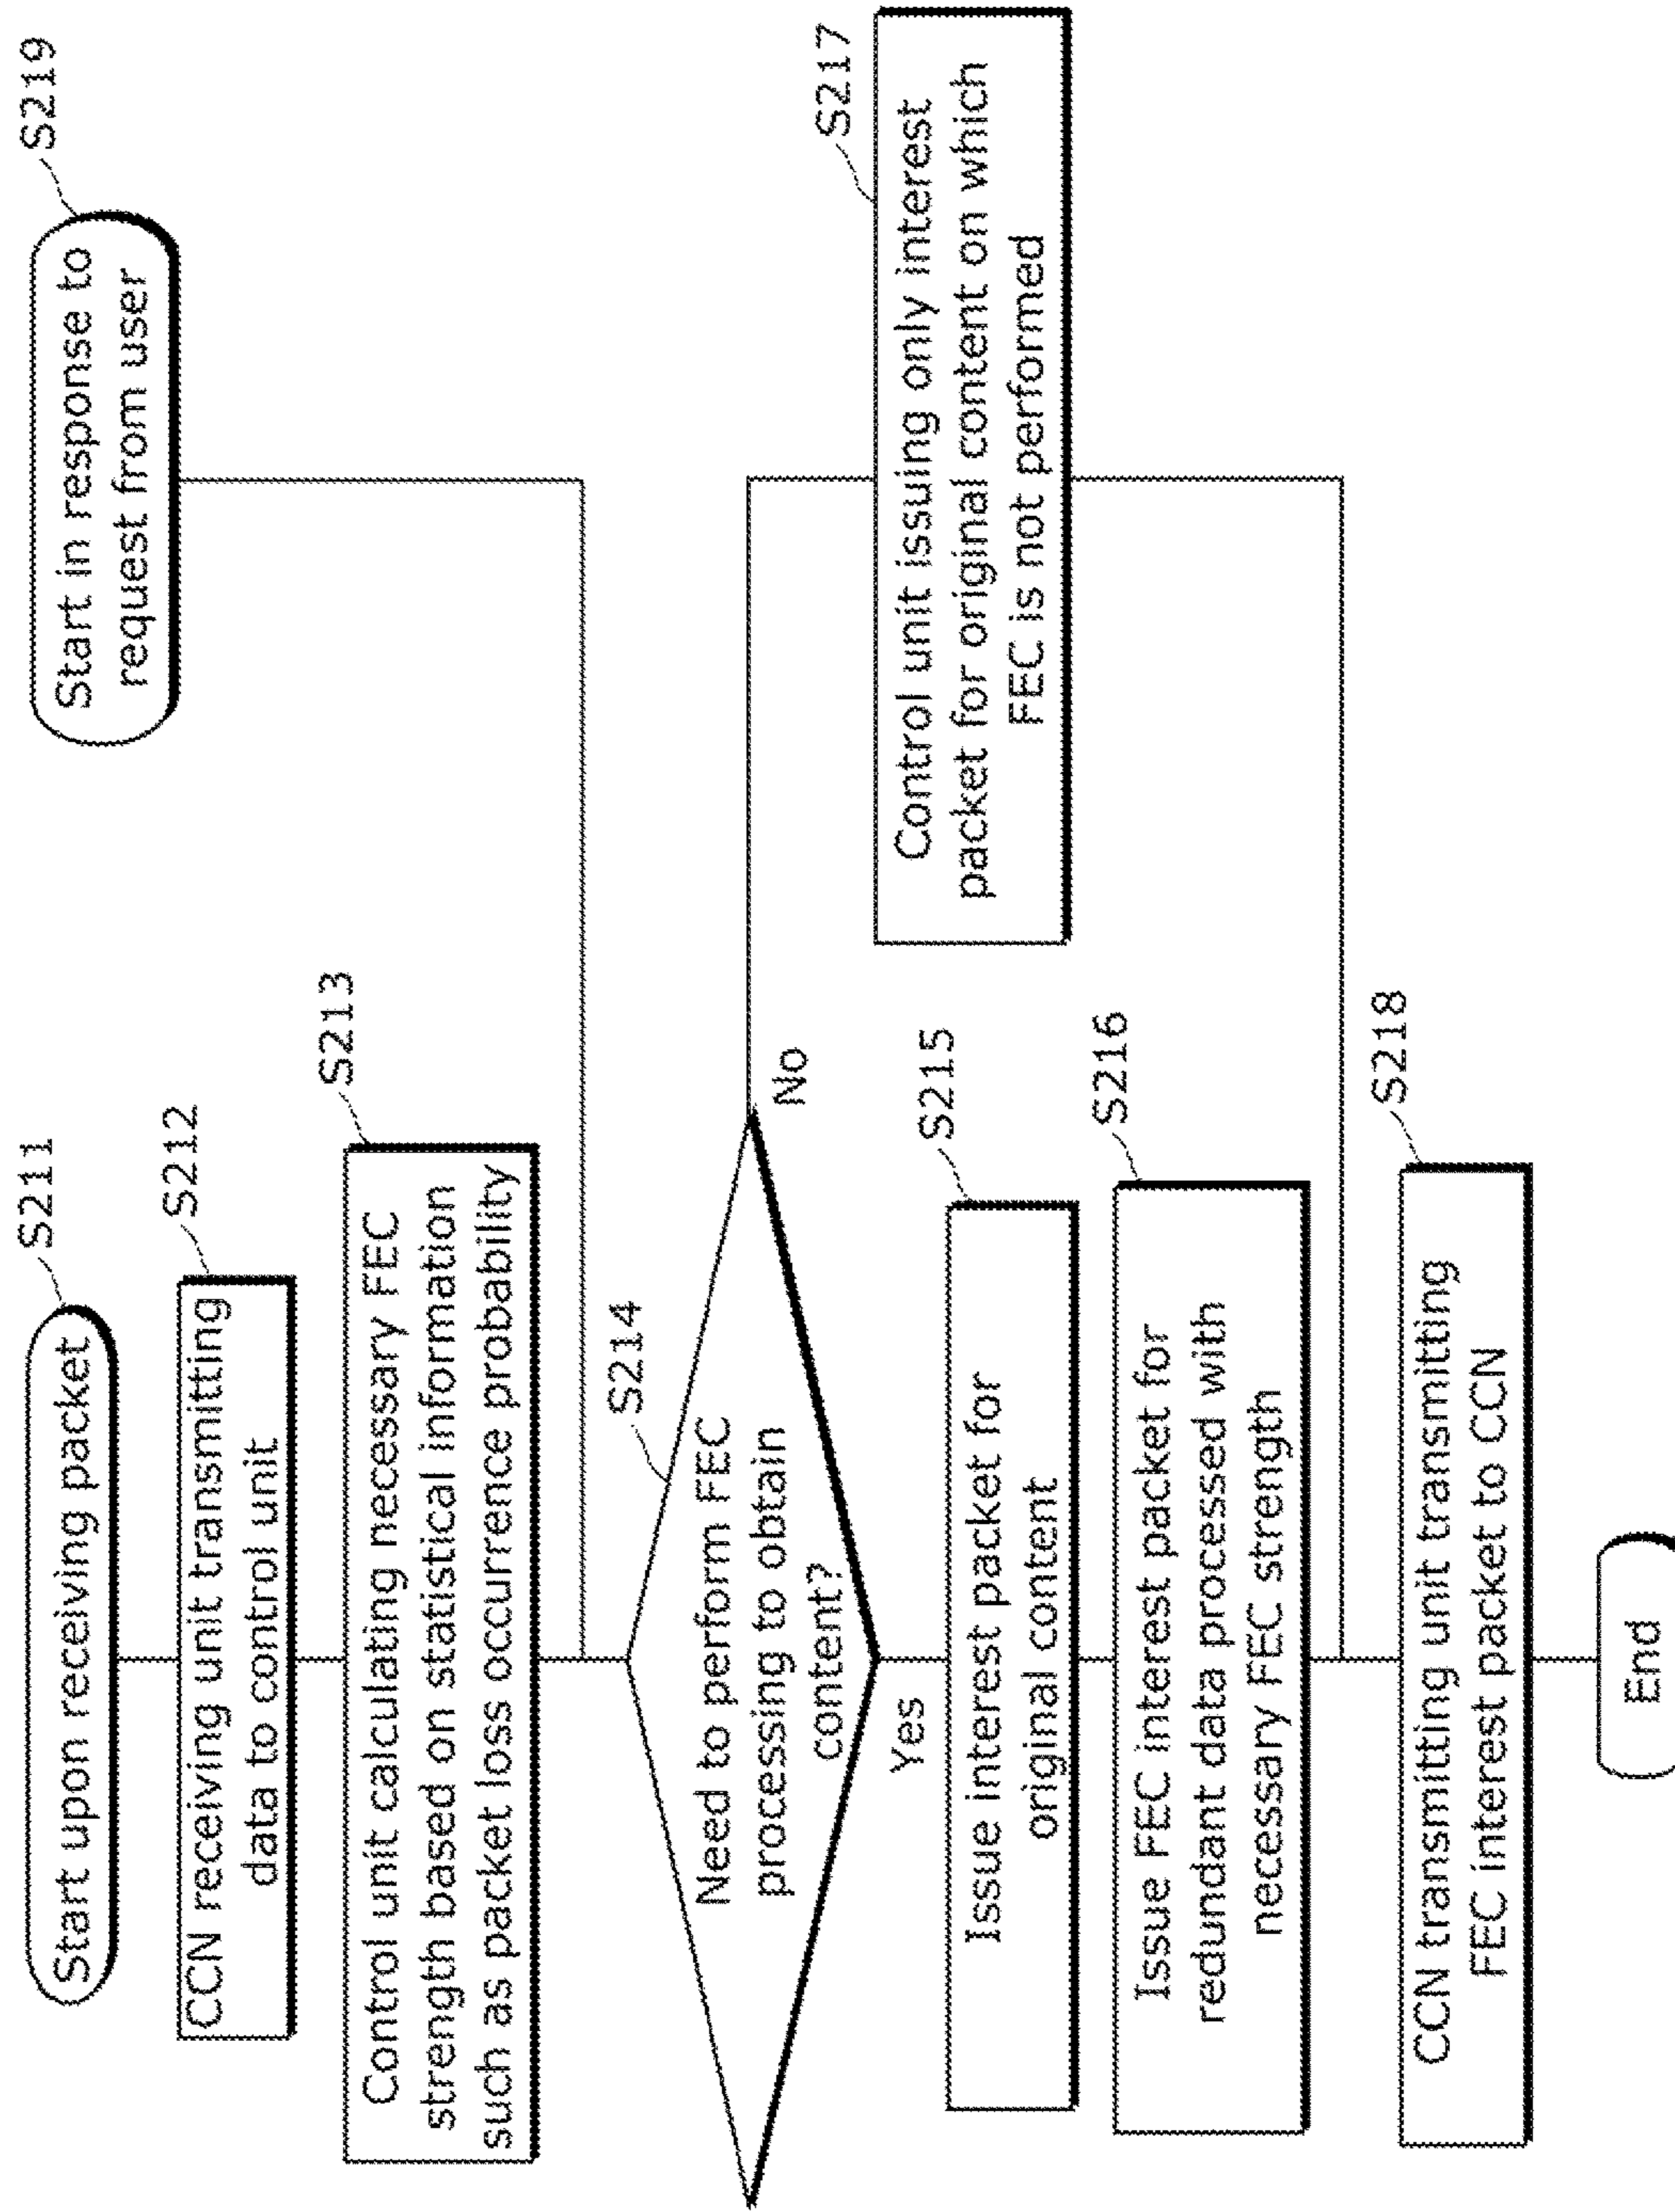 S211
Start upon receiving packet
S219
Start in response to
request from user
S212
CCN receiving unit transmitting
data to control unit
S213
Control unit calculating necessary FEC
strength based on statistical information
such as packet loss occurrence probability
S214
Need to perform FEC
processing to obtain
content?
No
Yes
S217
Control unit issuing only interest
packet for original content on which
FEC is not performed
S215
Issue interest packet for
original content
S216
Issue FEC interest packet for
redundant data processed with
necessary FEC strength
S218
CCN transmitting unit transmitting
FEC interest packet to CCN
End